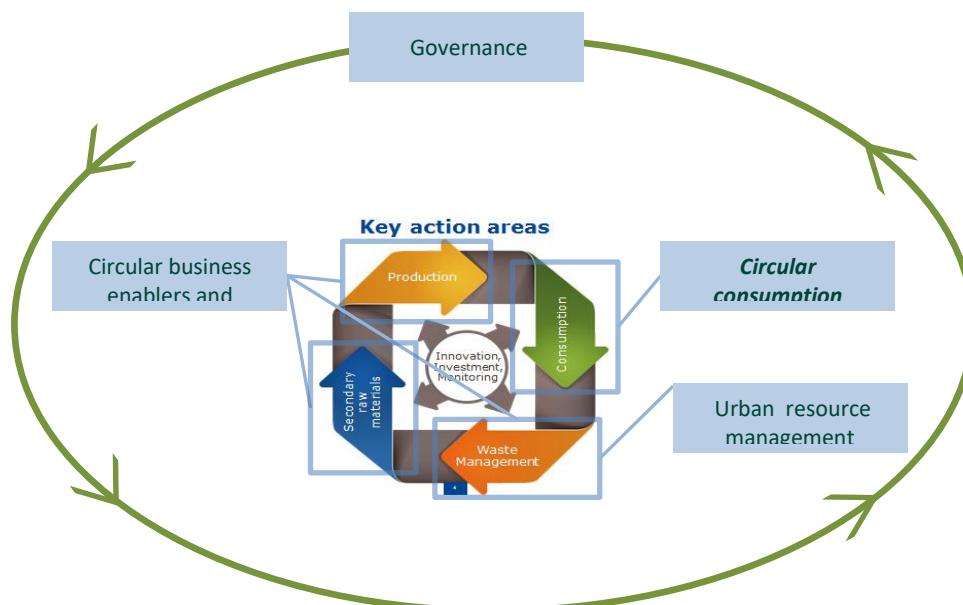 Governance
Key action areas
Circular business
enablers and
Production
Circular
consumption
Consumption
Innovation,
Investment,
Monitoring
Secondary
raw
materials
Urban resource
management
Waste
Management
4